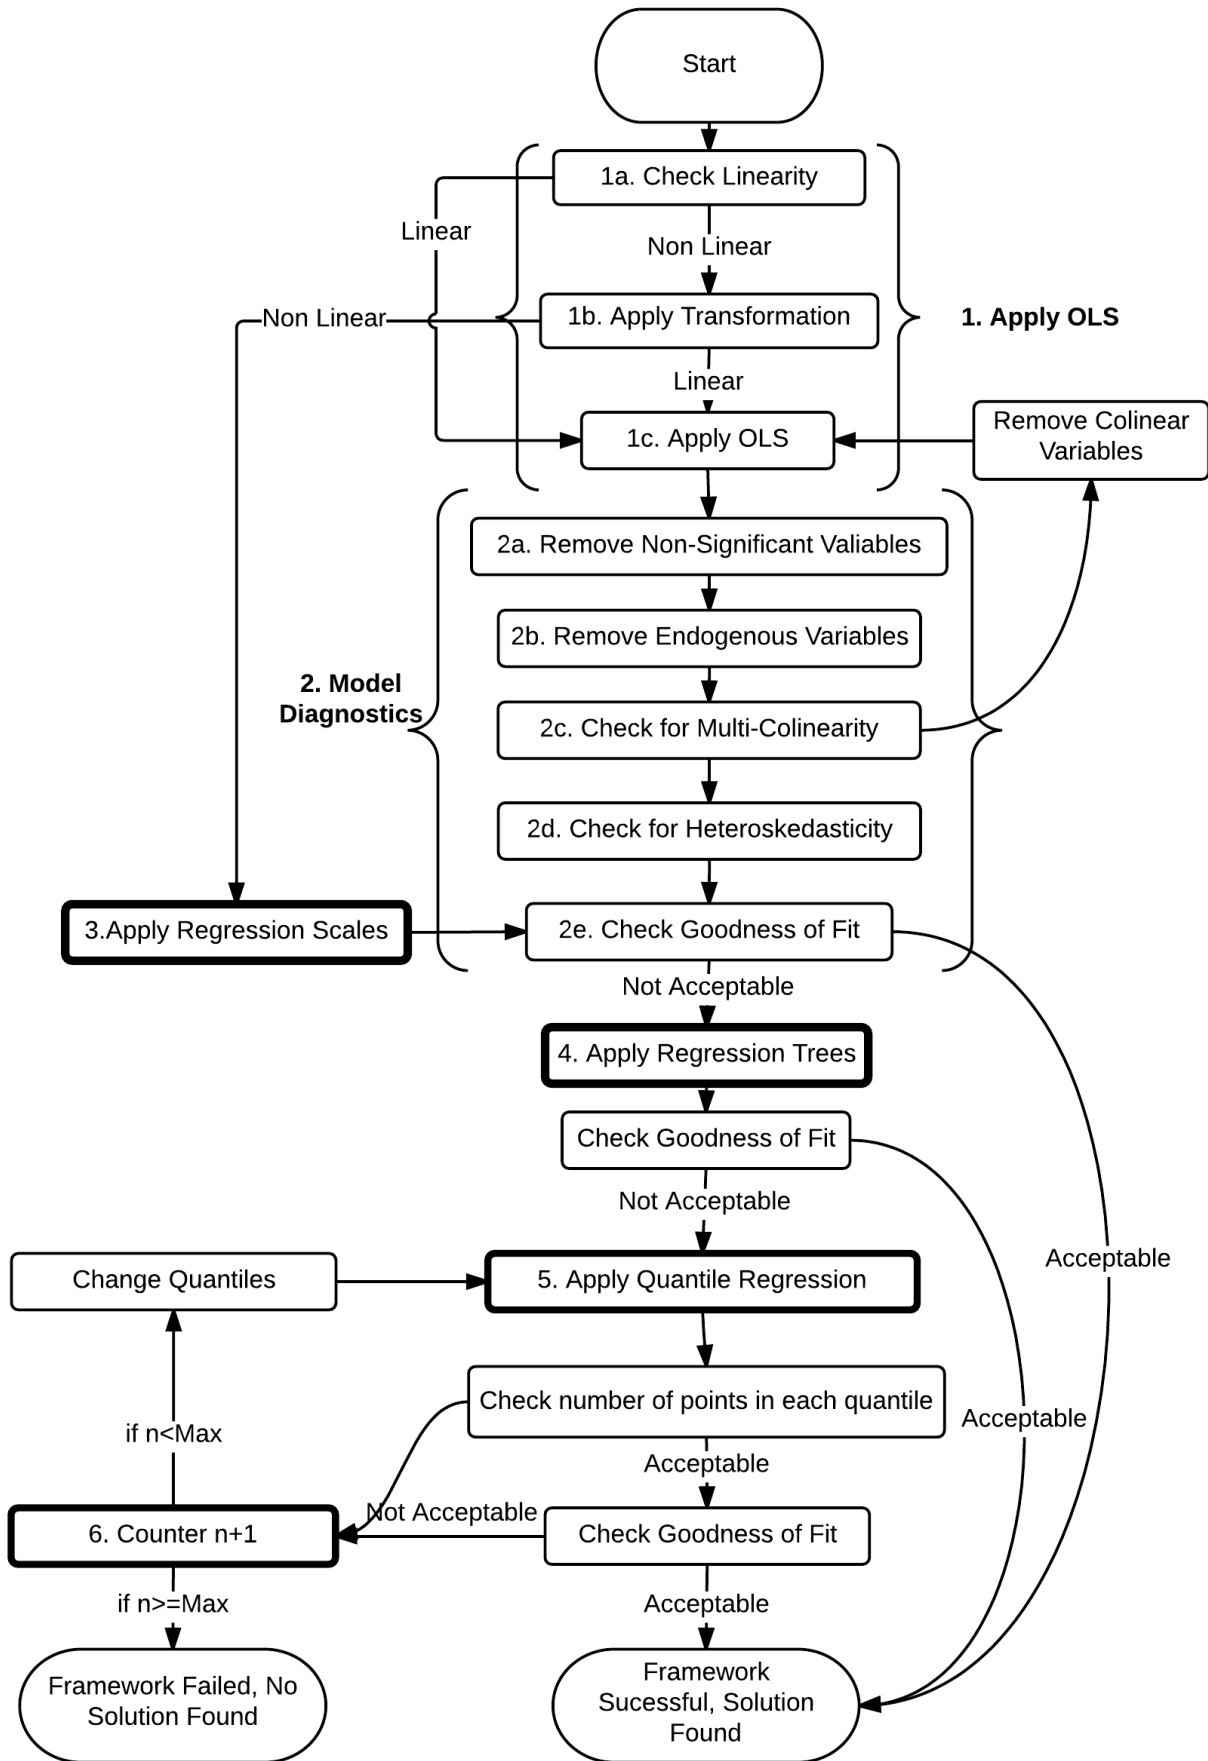 Start
1a. Check Linearity
Linear
Non Linear
Non Linear
1b. Apply Transformation
1. Apply OLS
Linear
1c. Apply OLS
Remove Colinear
Variables
2a. Remove Non-Significant Valiables
2b. Remove Endogenous Variables
2. Model
Diagnostics
2c. Check for Multi-Colinearity
2d. Check for Heteroskedasticity
3.Apply Regression Scales
2e. Check Goodness of Fit
Not Acceptable
4. Apply Regression Trees
Check Goodness of Fit
Not Acceptable
Acceptable
Change Quantiles
5. Apply Quantile Regression
Check number of points in each quantile
Acceptable
if n<Max
Acceptable
Not Acceptable
6. Counter n+1
Check Goodness of Fit
if n>=Max
Acceptable
Framework Failed, No
Solution Found
Framework
Sucessful, Solution
Found